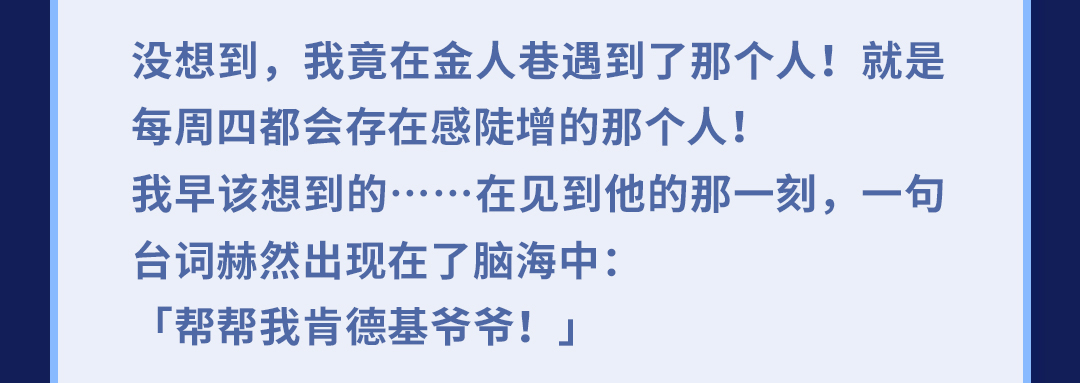 没想到，我竟在金人巷遇到了那个人！就是
每周四都会存在感陡增的那个人！
我早该想到的……在见到他的那一刻，一句
台词赫然出现在了脑海中：
「帮帮我肯德基爷爷！」